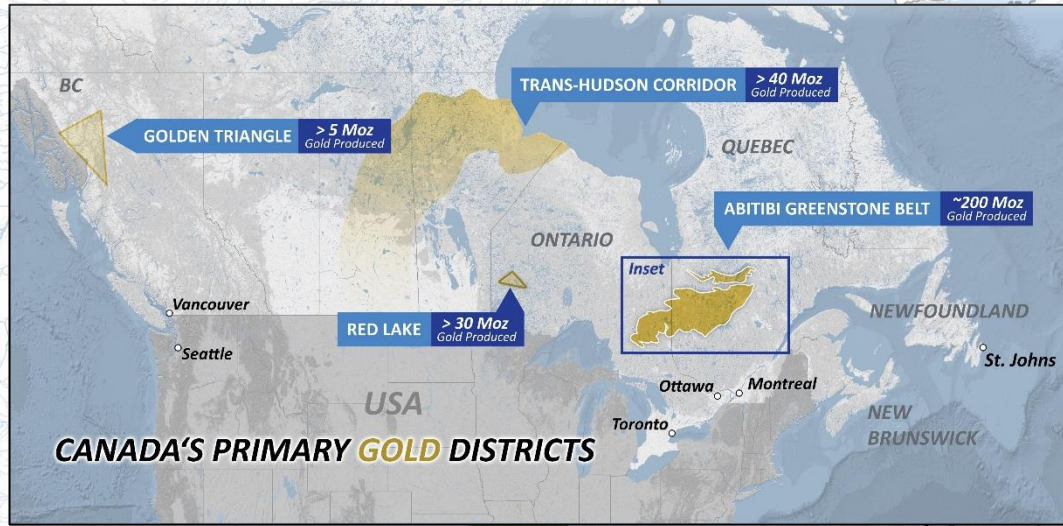 BC
TRANS-HUDSON CORRIDOR
> 40 Moz
Gold Produced
GOLDEN TRIANGLE
> 5 Moz
Gold Produced
QUEBEC
ABITIBI GREENSTONE BELT
~200 Moz
Gold Produced
ONTARIO
Inset
Vancouver
RED LAKE
> 30 Moz
Gold Produced
NEWFOUNDLAND
Seattle
St. Johns
Ottawa
Montreal
USA
Toronto
NEW
BRUNSWICK
CANADA‘S PRIMARY GOLD DISTRICTS